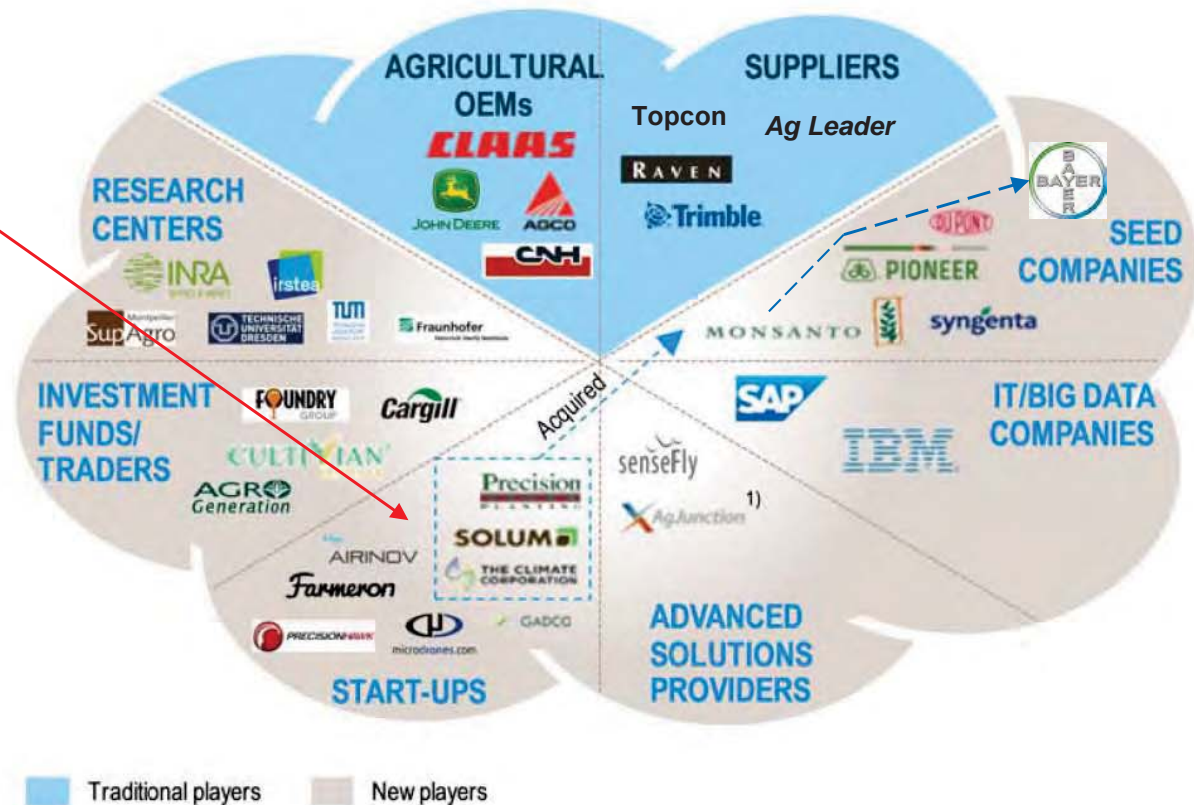 AGRICULTURAL
OEMs
CLAAS
JOHN DEERE
AGCO
CNH
SUPPLIERS
Topcon
Ag Leader
RAVEN
Trimble
RESEARCH
CENTERS
INRA
irstea
Montpellier
SupAgro
TECHNISCHE
UNIVERSITÄT
DRESDEN
TUM
Fraunhofer
BAYER
BAYER
DUPONT
PIONEER
SEED
COMPANIES
MONSANTO
syngenta
INVESTMENT
FUNDS/
TRADERS
FOUNDRY
GROUP
Cargill
CULTIVIAN
AGRO
Generation
Acquired
SAP
IBM
IT/BIG DATA
COMPANIES
senseFly
AgJunction 1)
Precision
PLANTING
SOLUM
THE CLIMATE
CORPORATION
AIRINOV
Farmeron
PRECISIONHAWK
microdrones.com
GADCO
START-UPS
ADVANCED
SOLUTIONS
PROVIDERS
Traditional players
New players